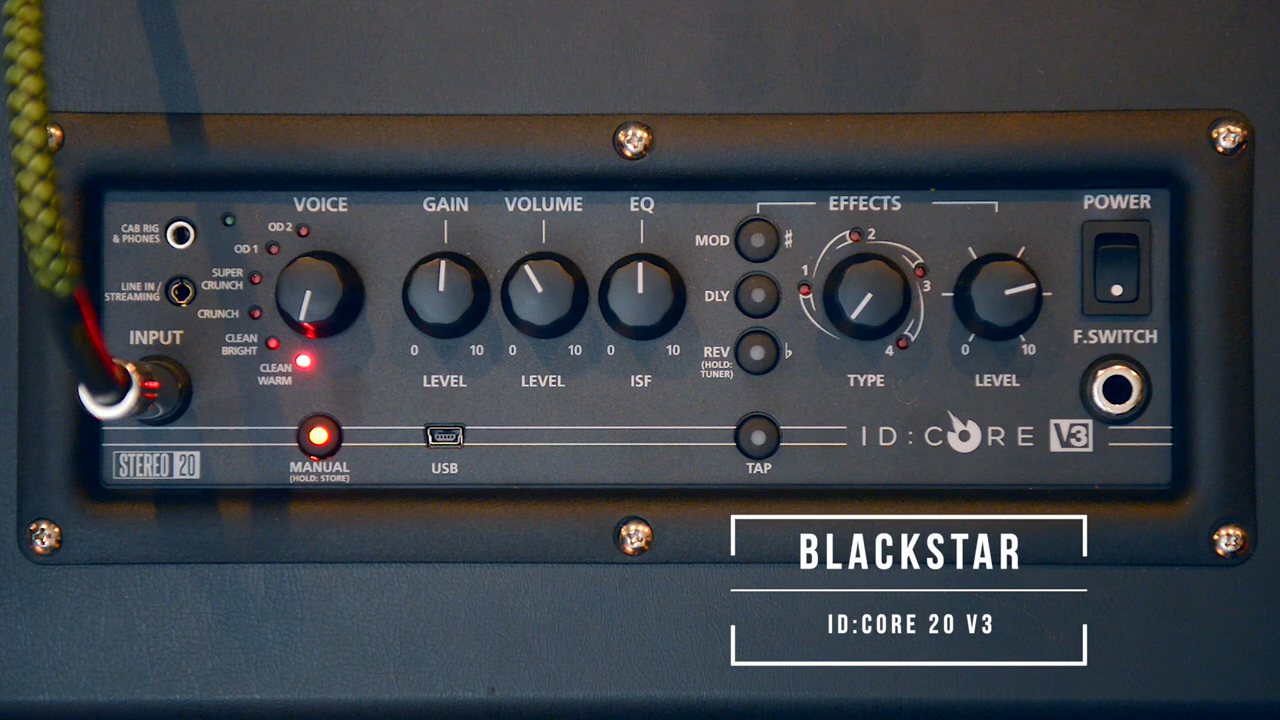 VOICE
GAIN
VOLUME
EQ
EFFECTS
POWER
CAB RIG
& PHONES
OD 2
OD 1
SUPER
CRUNCH
LINE IN /
STREAMING
CRUNCH
INPUT
CLEAN
BRIGHT
CLEAN
WARM
0 10
LEVEL
0 10
LEVEL
0 10
ISF
MOD ♯
DLY
REV ♭
(HOLD:
TUNER)
1 2 3 4
TYPE
0 10
LEVEL
F.SWITCH
STEREO 20
MANUAL
(HOLD: STORE)
USB
TAP
ID:CORE V3
BLACKSTAR
ID:CORE 20 V3